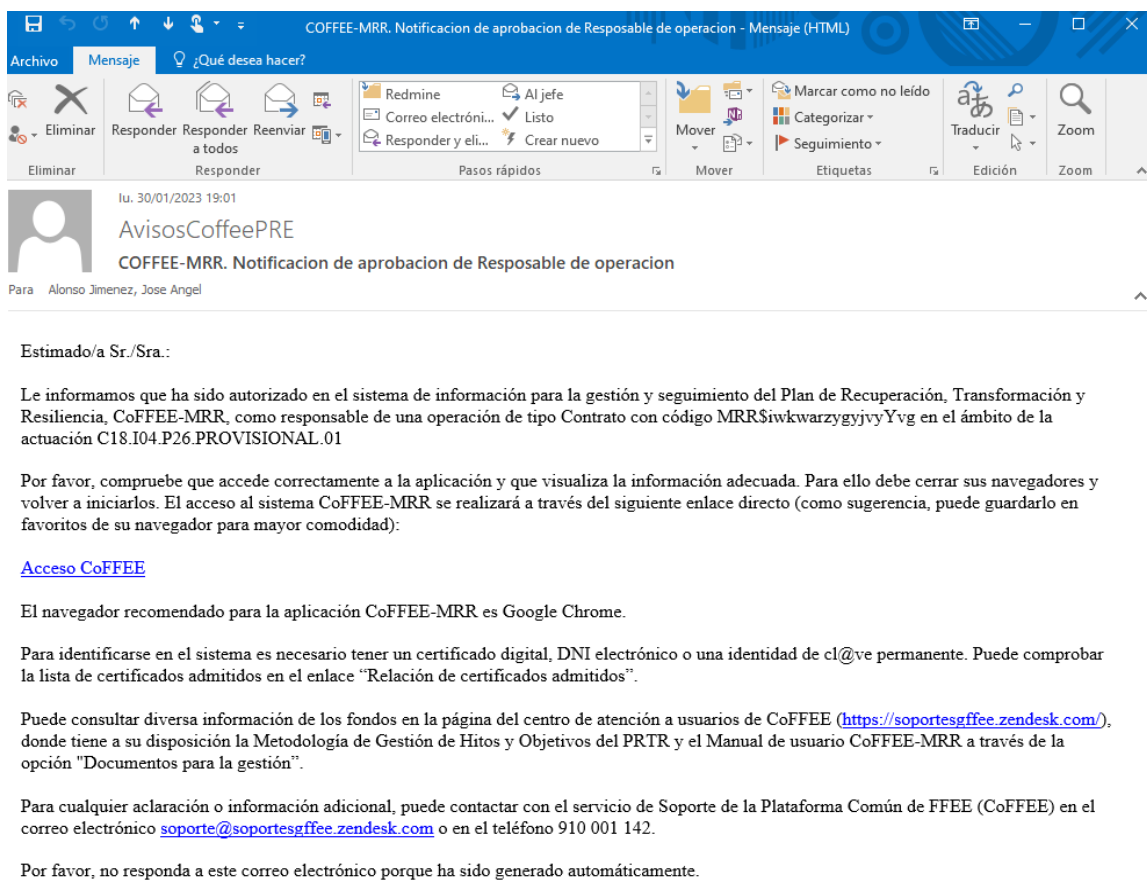 COFFEE-MRR. Notificacion de aprobacion de Resposable de operacion - Mensaje (HTML)
Archivo Mensaje ¿Qué desea hacer?
Eliminar
Responder Responder a todos Reenviar
Redmine Al jefe
Correo electróni... Listo
Responder y eli... Crear nuevo
Mover
Marcar como no leído
Categorizar
Seguimiento
Traducir
Zoom
Eliminar Responder Pasos rápidos Mover Etiquetas Edición Zoom
lu. 30/01/2023 19:01
AvisosCoffeePRE
COFFEE-MRR. Notificacion de aprobacion de Resposable de operacion
Para Alonso Jimenez, Jose Angel
Estimado/a Sr./Sra.:
Le informamos que ha sido autorizado en el sistema de información para la gestión y seguimiento del Plan de Recuperación, Transformación y
Resiliencia, CoFFEE-MRR, como responsable de una operación de tipo Contrato con código MRR$iwkwarzygyjvyYvg en el ámbito de la
actuación C18.I04.P26.PROVISIONAL.01
Por favor, compruebe que accede correctamente a la aplicación y que visualiza la información adecuada. Para ello debe cerrar sus navegadores y
volver a iniciarlos. El acceso al sistema CoFFEE-MRR se realizará a través del siguiente enlace directo (como sugerencia, puede guardarlo en
favoritos de su navegador para mayor comodidad):
Acceso CoFFEE
El navegador recomendado para la aplicación CoFFEE-MRR es Google Chrome.
Para identificarse en el sistema es necesario tener un certificado digital, DNI electrónico o una identidad de cl@ve permanente. Puede comprobar
la lista de certificados admitidos en el enlace “Relación de certificados admitidos”.
Puede consultar diversa información de los fondos en la página del centro de atención a usuarios de CoFFEE (https://soportesgffee.zendesk.com/),
donde tiene a su disposición la Metodología de Gestión de Hitos y Objetivos del PRTR y el Manual de usuario CoFFEE-MRR a través de la
opción "Documentos para la gestión”.
Para cualquier aclaración o información adicional, puede contactar con el servicio de Soporte de la Plataforma Común de FFEE (CoFFEE) en el
correo electrónico soporte@soportesgffee.zendesk.com o en el teléfono 910 001 142.
Por favor, no responda a este correo electrónico porque ha sido generado automáticamente.